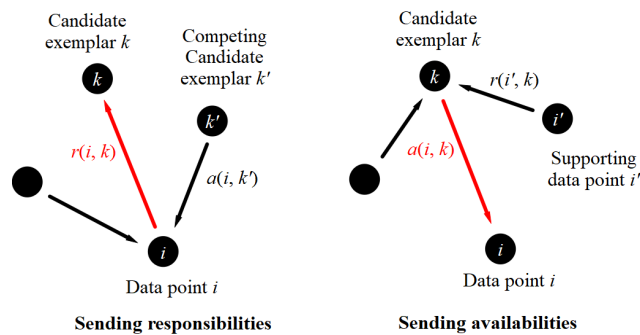 Candidate
exemplar k
k
Competing
Candidate
exemplar k′
k′
r(i, k)
a(i, k′)
i
Data point i
Sending responsibilities
Candidate
exemplar k
k
r(i′, k)
i′
a(i, k)
Supporting
data point i′
i
Data point i
Sending availabilities